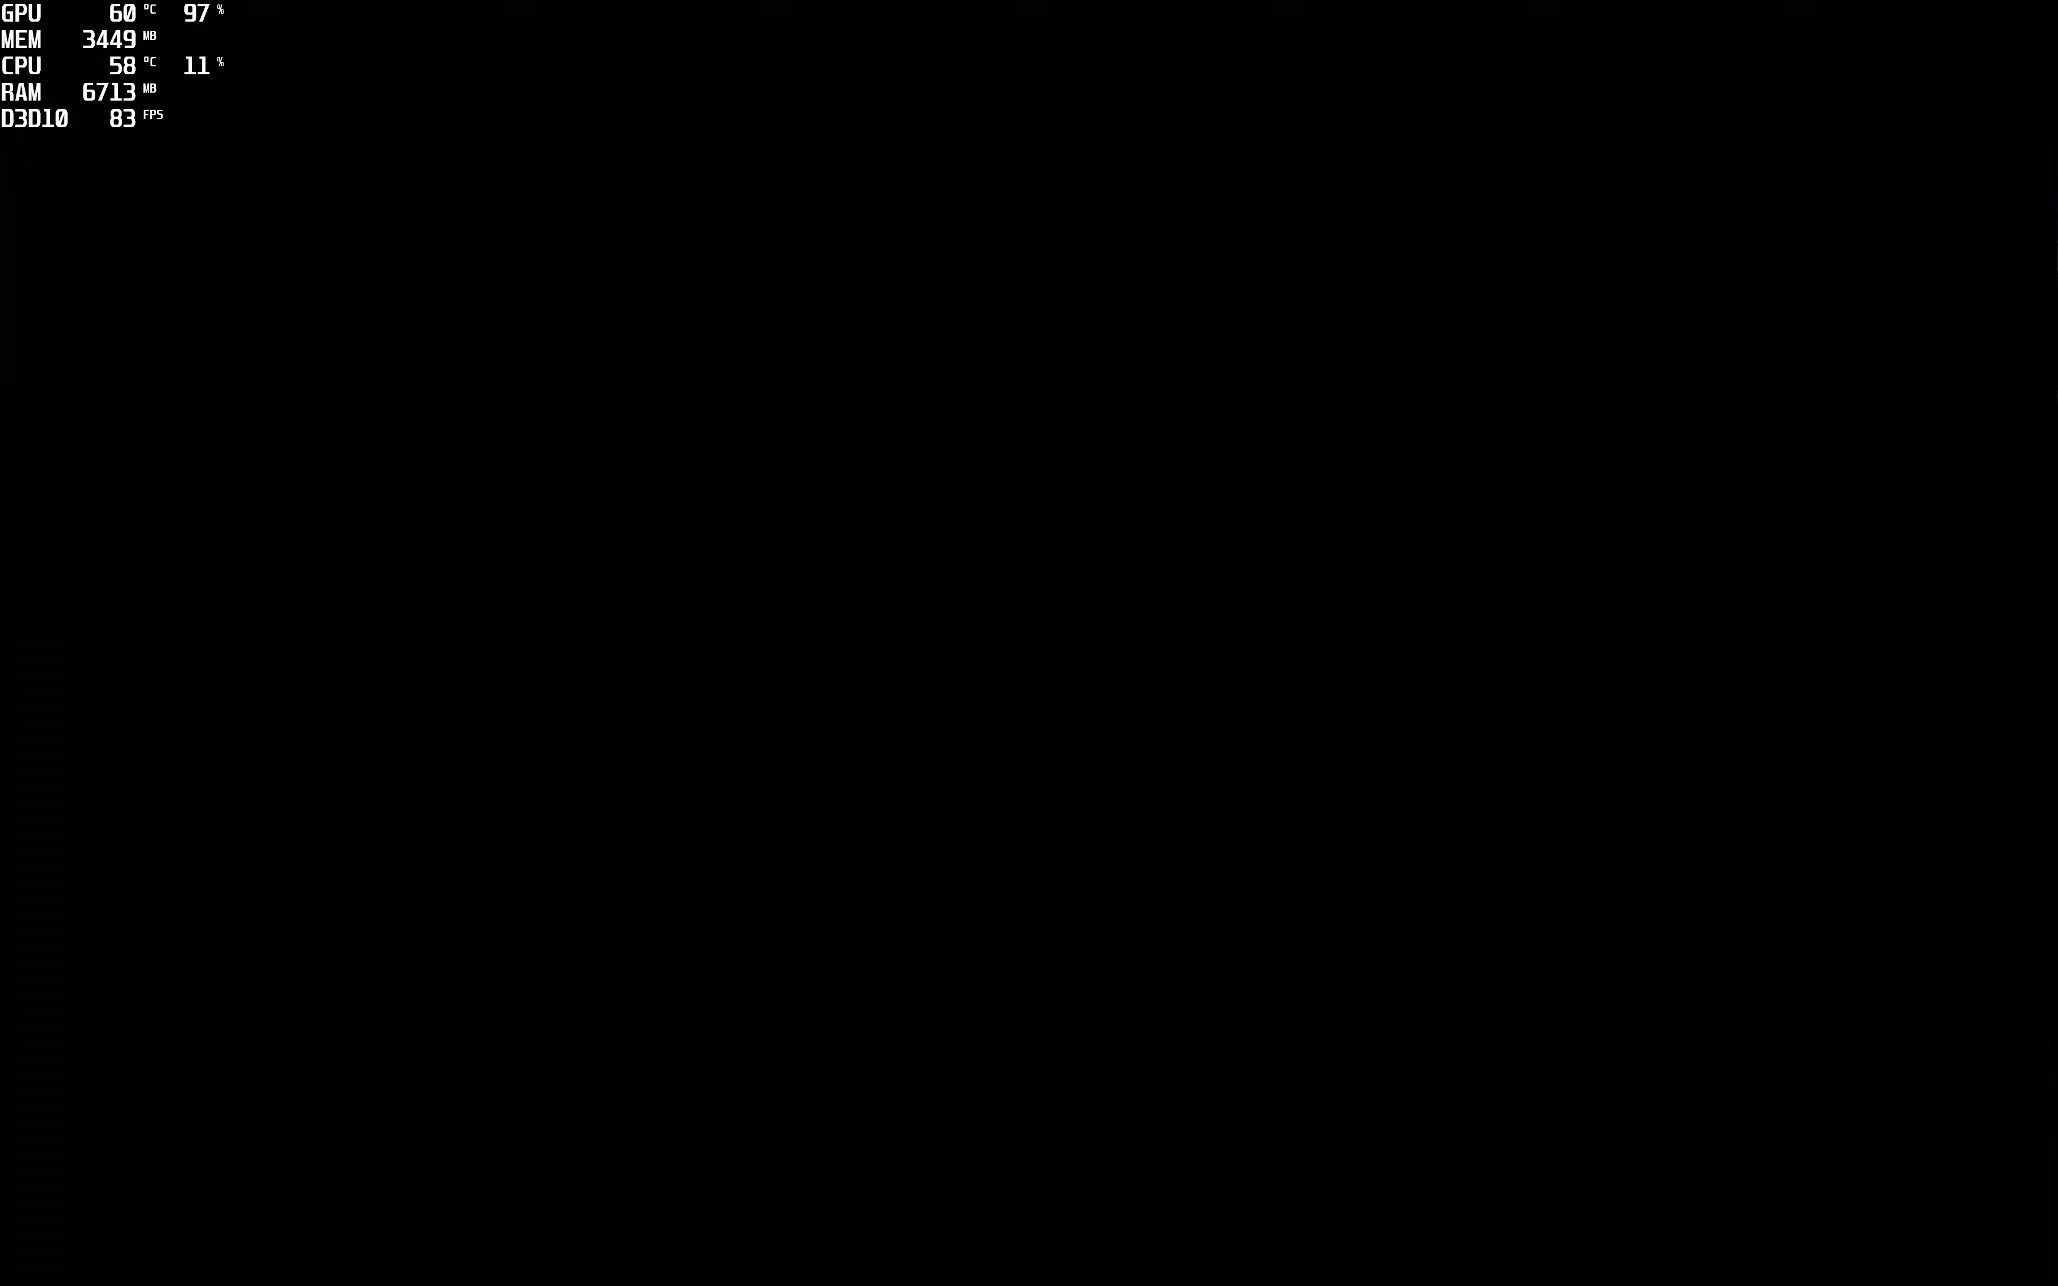 GPU 60 °C 97 %
MEM 3449 MB
CPU 58 °C 11 %
RAM 6713 MB
D3D10 83 FPS